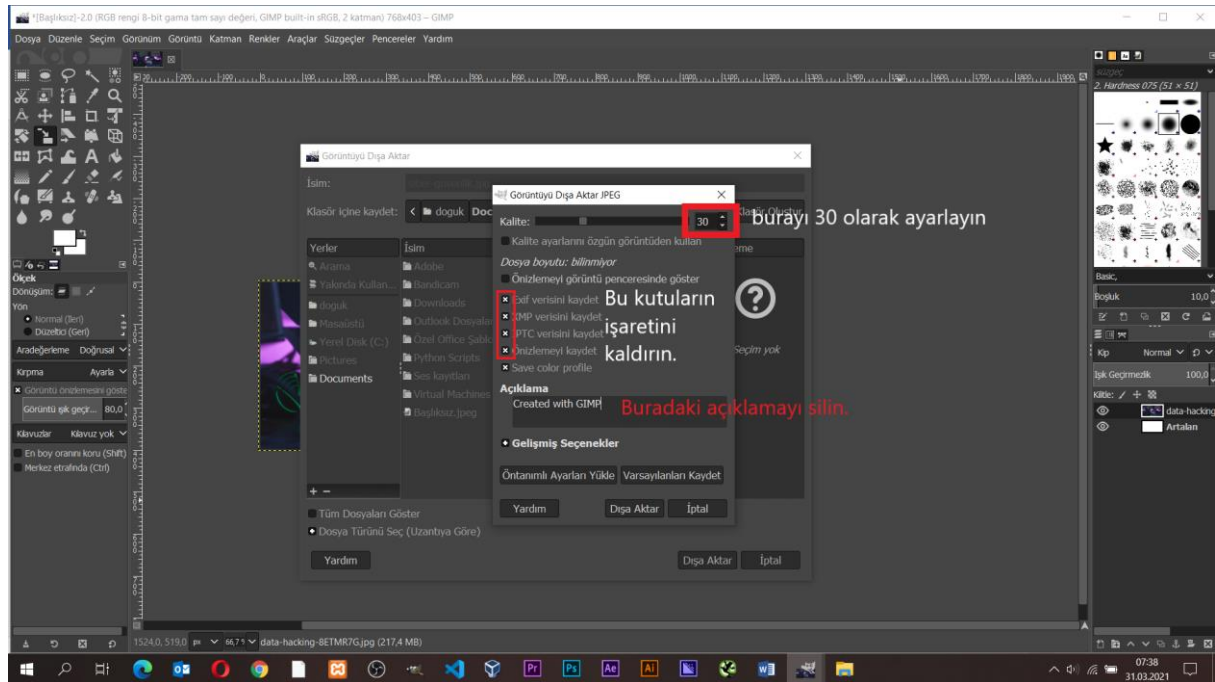 *[Başlıksız]-2.0 (RGB rengi 8-bit gama tam sayı değeri, GIMP built-in sRGB, 2 katman) 768x403 – GIMP
Dosya Düzenle Seçim Görünüm Görüntü Katman Renkler Araçlar Süzgeçler Pencereler Yardım
süzgeç
2. Hardness 075 (51 × 51)
Basic,
Boşluk 10,0
Kip Normal
Işık Geçirmezlik 100,0
Kilitle:
data-hacking
Artalan
Ölçek
Dönüşüm:
Yön
Normal (İleri)
Düzeltici (Geri)
Aradeğerleme Doğrusal
Kırpma Ayarla
Görüntü önizlemesini göste
Görüntü ışık geçir... 80,0
Kılavuzlar Kılavuz yok
En boy oranını koru (Shift)
Merkez etrafında (Ctrl)
Görüntüyü Dışa Aktar
İsim:
Klasör içine kaydet: doguk Doc
Klasör Oluştur
Yerler
Arama
Yakında Kullan...
doguk
Masaüstü
Yerel Disk (C:)
Pictures
Documents
İsim
Adobe
Bandicam
Downloads
Outlook Dosyalar
Özel Office Şablo
Python Scripts
Ses kayıtları
Virtual Machines
Başlıksız.jpeg
eme
Seçim yok
Tüm Dosyaları Göster
Dosya Türünü Seç (Uzantıya Göre)
Yardım Dışa Aktar İptal
Görüntüyü Dışa Aktar JPEG
Kalite: 30
burayı 30 olarak ayarlayın
Kalite ayarlarını özgün görüntüden kullan
Dosya boyutu: bilinmiyor
Önizlemeyi görüntü penceresinde göster
Exif verisini kaydet
XMP verisini kaydet
IPTC verisini kaydet
Önizlemeyi kaydet
Save color profile
Bu kutuların
işaretini
kaldırın.
Açıklama
Created with GIMP
Buradaki açıklamayı silin.
Gelişmiş Seçenekler
Öntanımlı Ayarları Yükle Varsayılanları Kaydet
Yardım Dışa Aktar İptal
1524,0, 519,0 px 66,7 data-hacking-8ETMR7G.jpg (217,4 MB)
07:38
31.03.2021